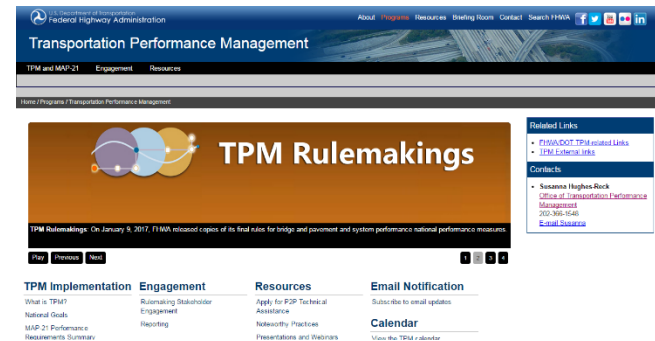 U.S. Department of Transportation
Federal Highway Administration
About Programs Resources Briefing Room Contact Search FHWA
Transportation Performance Management
TPM and MAP-21 Engagement Resources
Home / Programs / Transportation Performance Management
TPM Rulemakings
TPM Rulemakings: On January 9, 2017, FHWA released copies of its final rules for bridge and pavement and system performance national performance measures.
Play Previous Next 1 2 3 4
Related Links
FHWA/DOT TPM-related Links
TPM External links
Contacts
Susanna Hughes-Reck
Office of Transportation Performance
Management
202-366-1548
E-mail Susanna
TPM Implementation
What is TPM?
National Goals
MAP-21 Performance
Requirements Summary
Engagement
Rulemaking Stakeholder
Engagement
Reporting
Resources
Apply for P2P Technical
Assistance
Noteworthy Practices
Presentations and Webinars
Email Notification
Subscribe to email updates
Calendar
View the TPM calendar